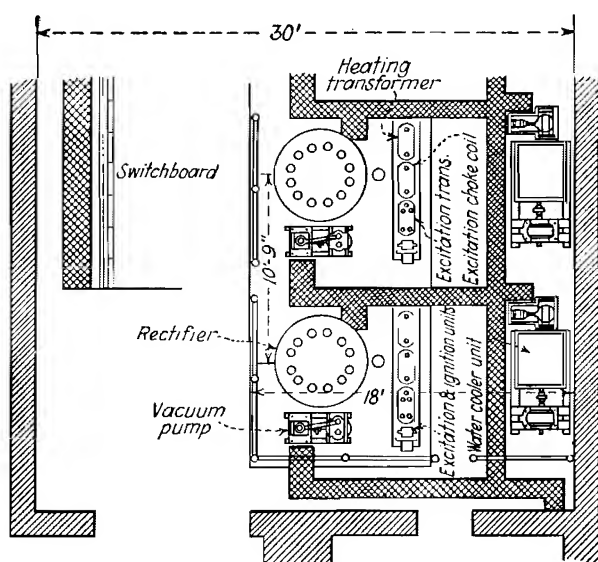 30'
Heating
transformer
Switchboard
Excitation trans.
Excitation choke coil
10'-9"
Rectifier
18'
Vacuum
pump
Excitation & ignition units
Water cooler unit